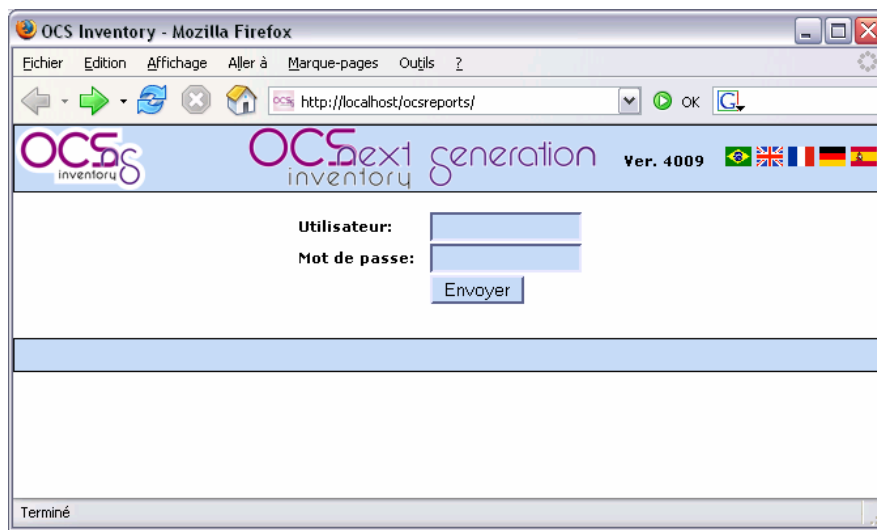 OCS Inventory - Mozilla Firefox
Fichier Edition Affichage Aller à Marque-pages Outils ?
http://localhost/ocsreports/ OK G
OCSng inventory
OCS next generation inventory
Ver. 4009
Utilisateur:
Mot de passe:
Envoyer
Terminé